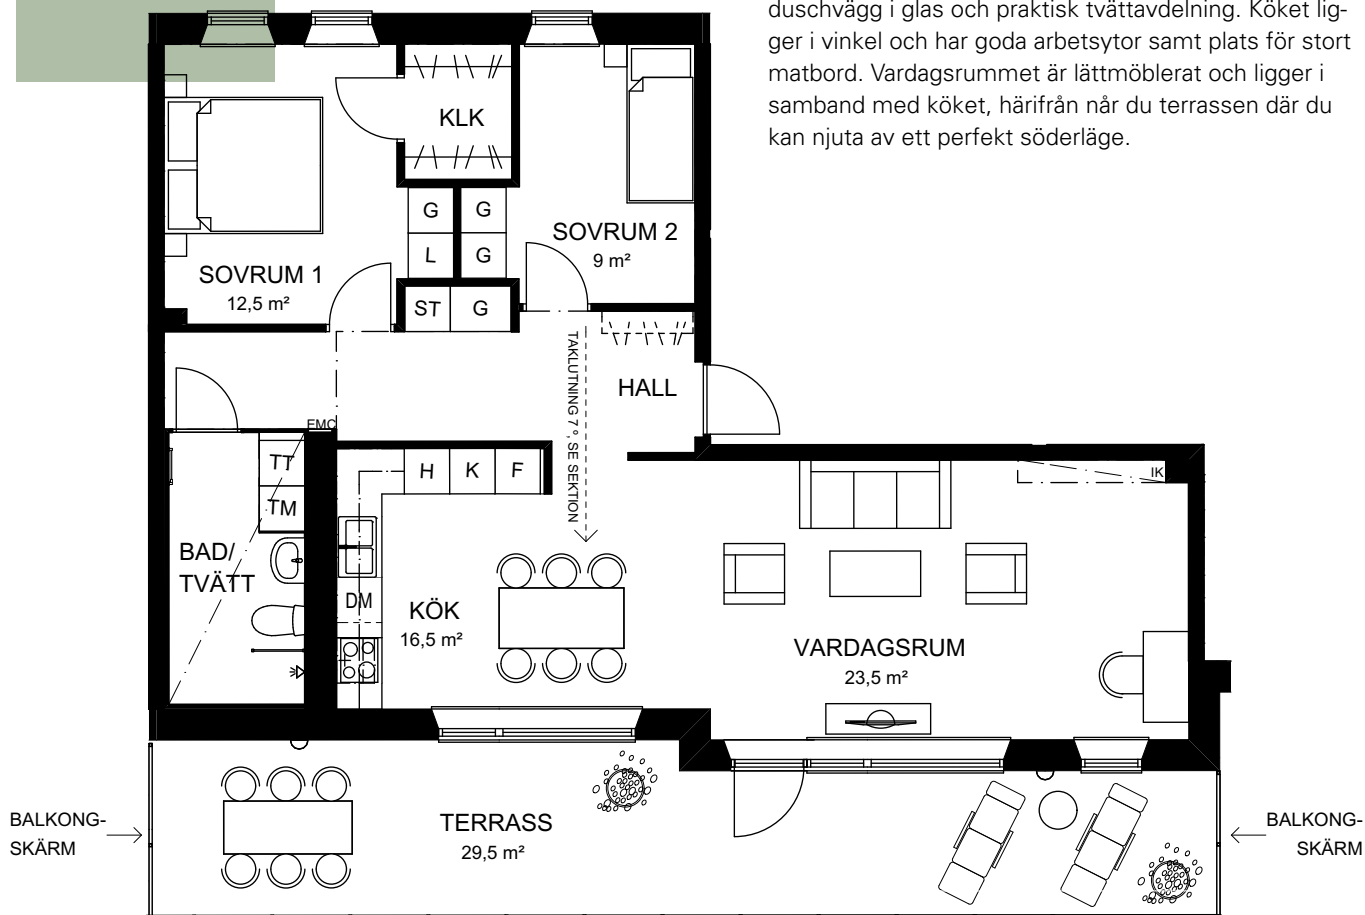 duschvägg i glas och praktisk tvättavdelning. Köket lig-
ger i vinkel och har goda arbetsytor samt plats för stort
matbord. Vardagsrummet är lättmöblerat och ligger i
samband med köket, härifrån når du terrassen där du
kan njuta av ett perfekt söderläge.
KLK
G
G
L
G
SOVRUM 2
9 m²
SOVRUM 1
12,5 m²
ST
G
TAKLUTNING 7 °, SE SEKTION
HALL
EMC
TT
TM
H
K
F
IK
BAD/
TVÄTT
DM
KÖK
16,5 m²
VARDAGSRUM
23,5 m²
TERRASS
29,5 m²
BALKONG-
SKÄRM
BALKONG-
SKÄRM